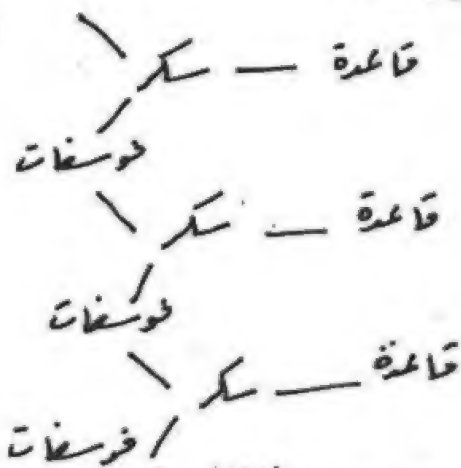 سكر — قاعدة
فوسفات
سكر — قاعدة
فوسفات
سكر — قاعدة
فوسفات